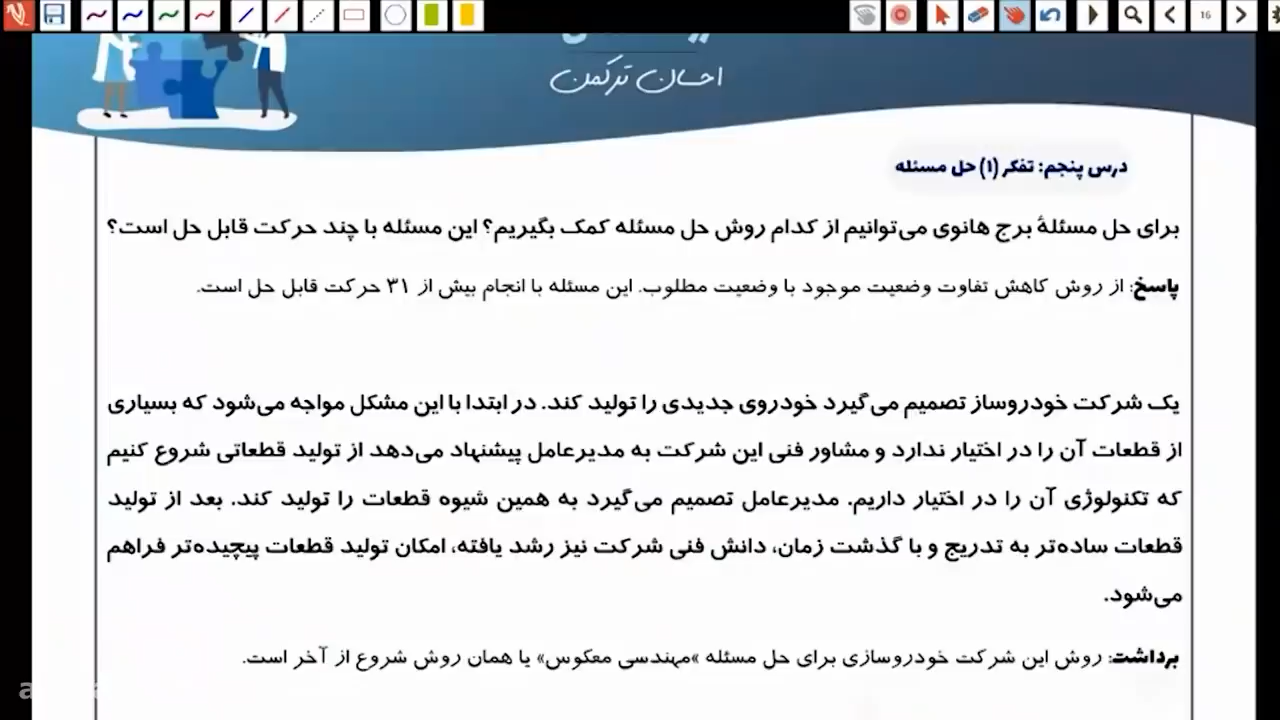 16
احسان ترکمن
درس پنجم: تفکر (۱) حل مسئله
برای حل مسئلهٔ برج هانوی می‌توانیم از کدام روش حل مسئله کمک بگیریم؟ این مسئله با چند حرکت قابل حل است؟
پاسخ: از روش کاهش تفاوت وضعیت موجود با وضعیت مطلوب. این مسئله با انجام بیش از ۳۱ حرکت قابل حل است.
یک شرکت خودروساز تصمیم می‌گیرد خودروی جدیدی را تولید کند. در ابتدا با این مشکل مواجه می‌شود که بسیاری
از قطعات آن را در اختیار ندارد و مشاور فنی این شرکت به مدیرعامل پیشنهاد می‌دهد از تولید قطعاتی شروع کنیم
که تکنولوژی آن را در اختیار داریم. مدیرعامل تصمیم می‌گیرد به همین شیوه قطعات را تولید کند. بعد از تولید
قطعات ساده‌تر به تدریج و با گذشت زمان، دانش فنی شرکت نیز رشد یافته، امکان تولید قطعات پیچیده‌تر فراهم
می‌شود.
برداشت: روش این شرکت خودروسازی برای حل مسئله »مهندسی معکوس» یا همان روش شروع از آخر است.